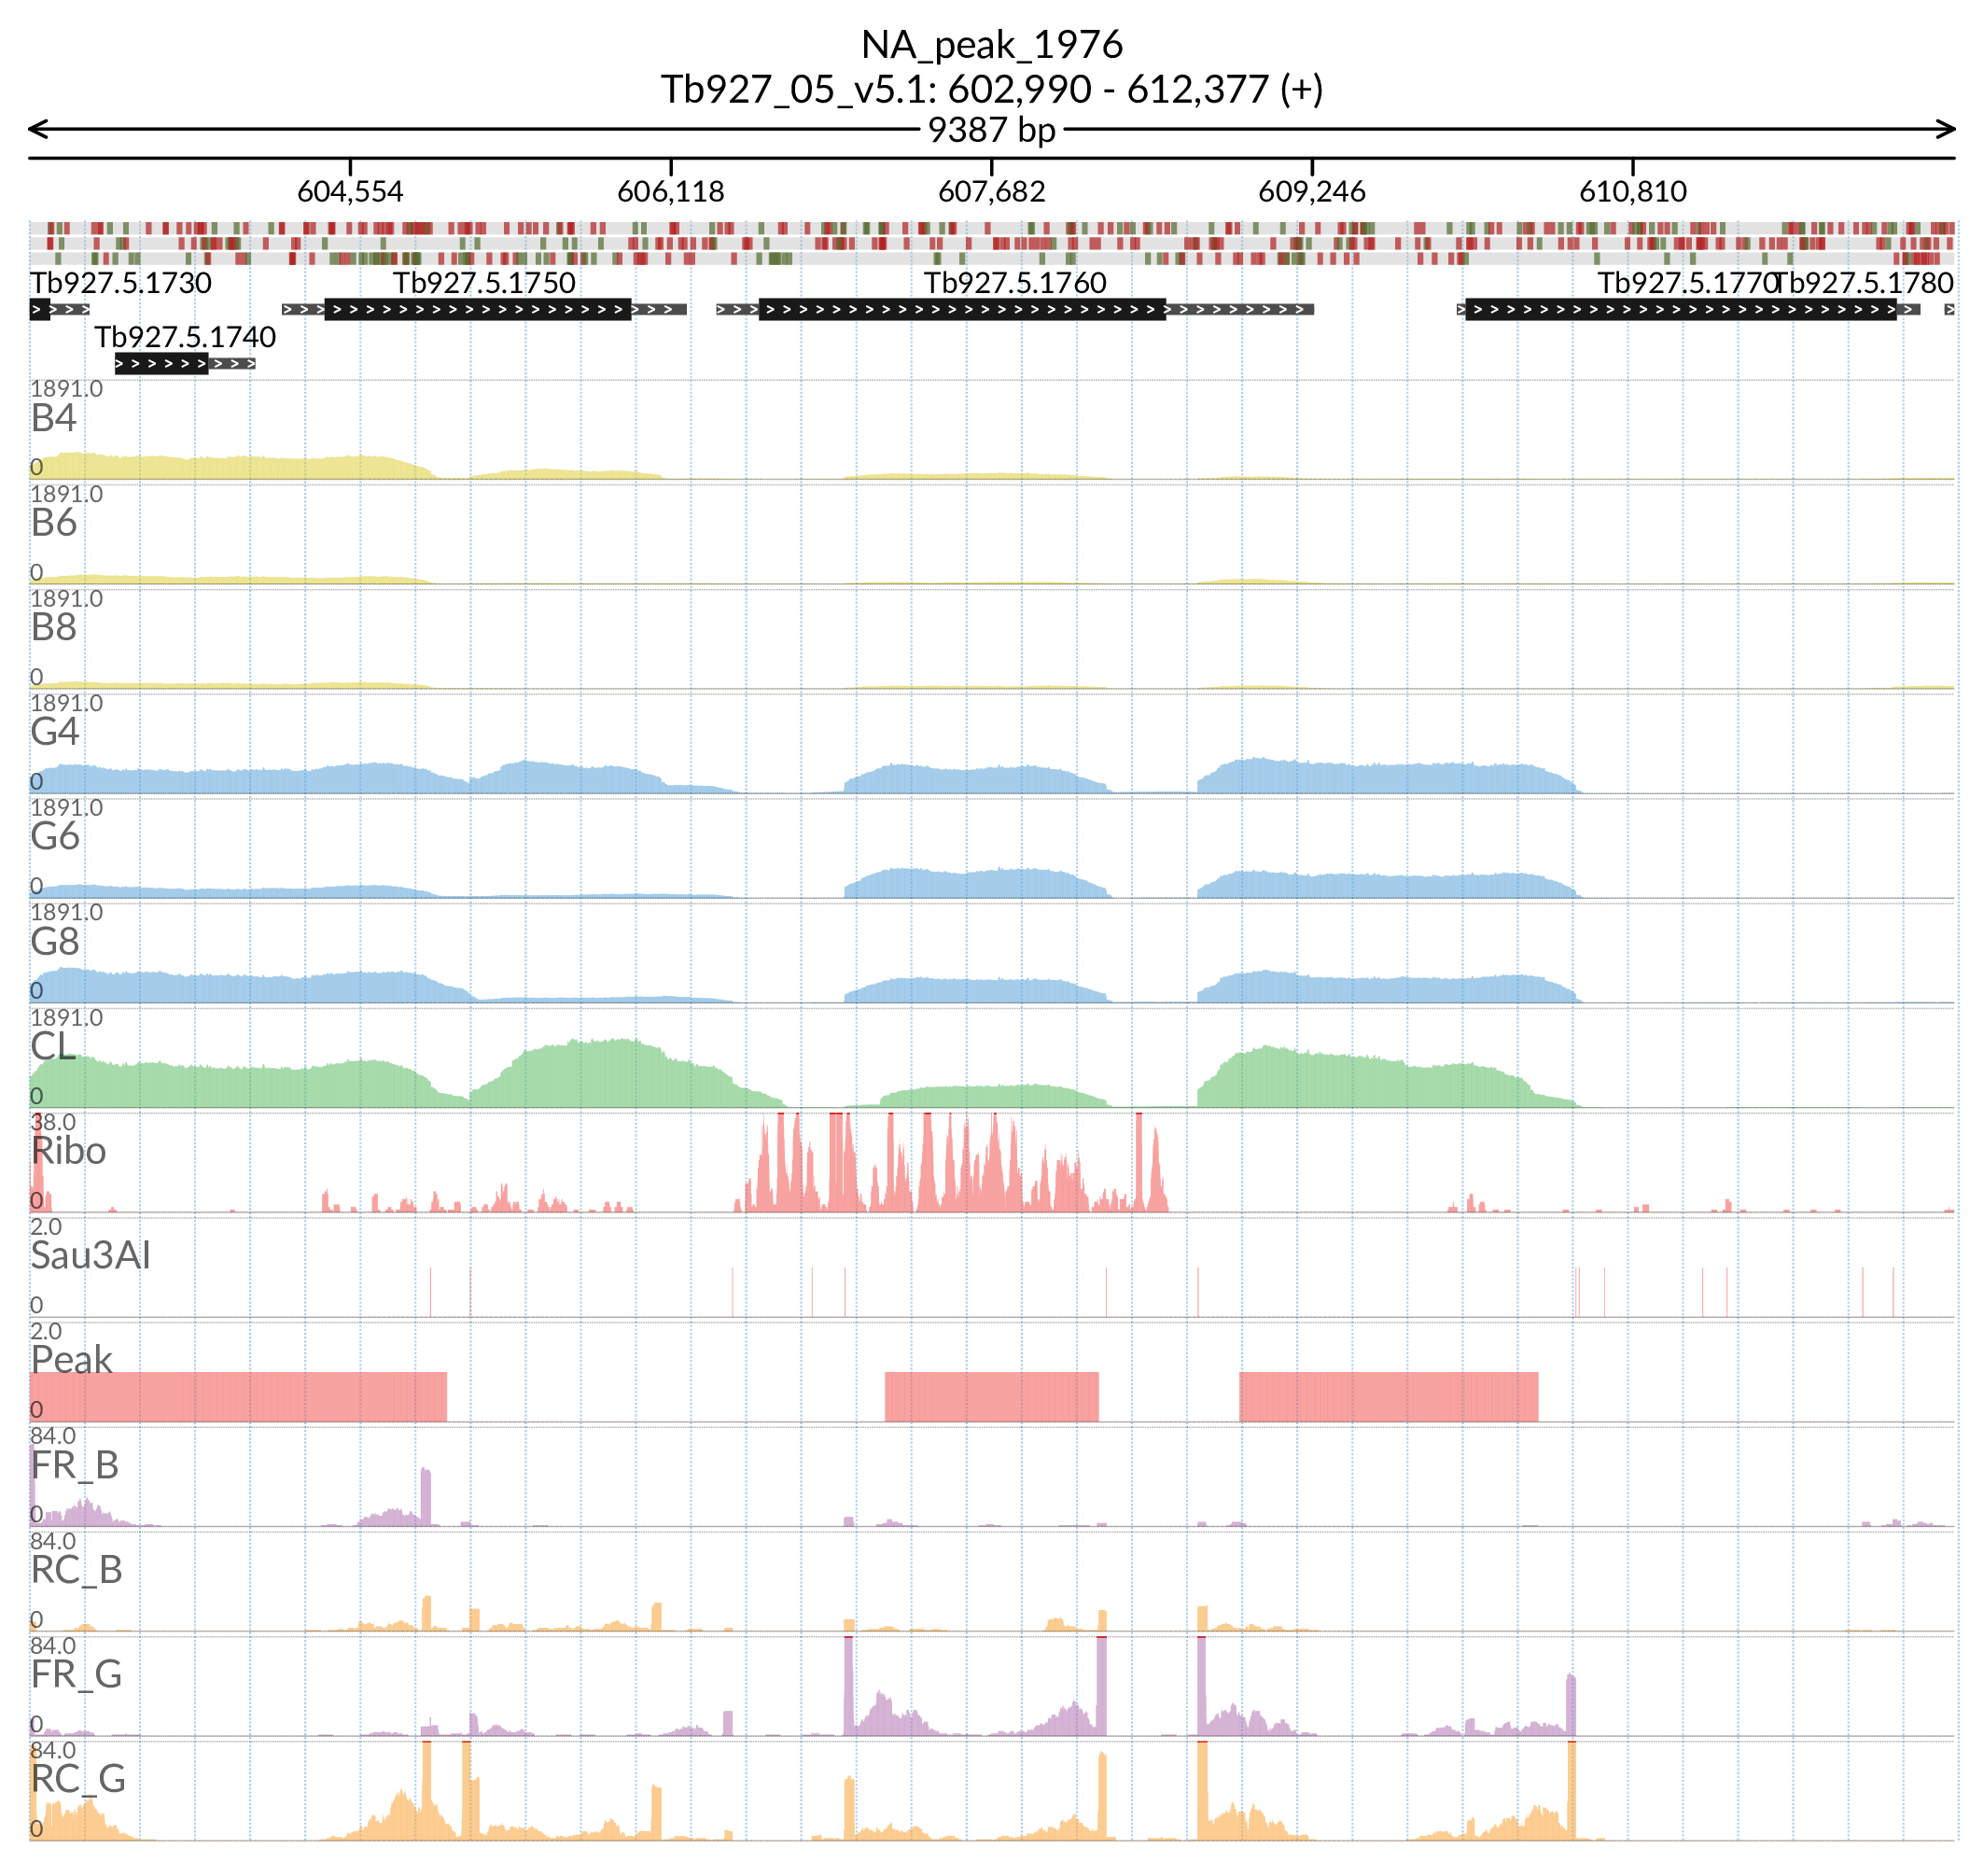 NA_peak_1976
Tb927_05_v5.1: 602,990 - 612,377 (+)
9387 bp
604,554 606,118 607,682 609,246 610,810
Tb927.5.1730 Tb927.5.1750 Tb927.5.1760 Tb927.5.1770 Tb927.5.1780
Tb927.5.1740
1891.0
B4
0
1891.0
B6
0
1891.0
B8
0
1891.0
G4
0
1891.0
G6
0
1891.0
G8
0
1891.0
CL
0
38.0
Ribo
0
2.0
Sau3AI
0
2.0
Peak
0
84.0
FR_B
0
84.0
RC_B
0
84.0
FR_G
0
84.0
RC_G
0